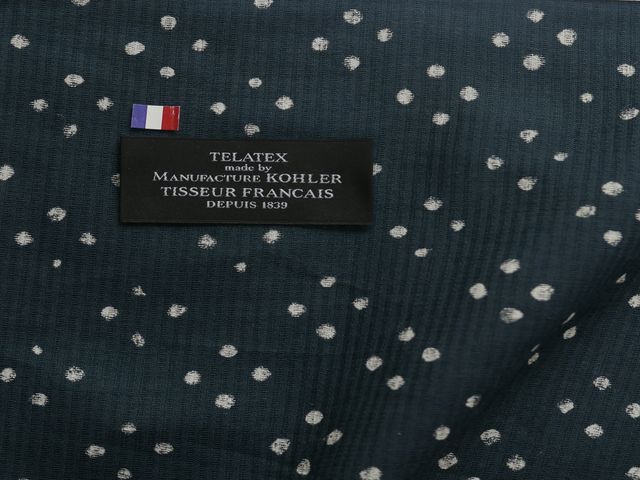 TELATEX
made by
MANUFACTURE KOHLER
TISSEUR FRANCAIS
DEPUIS 1839